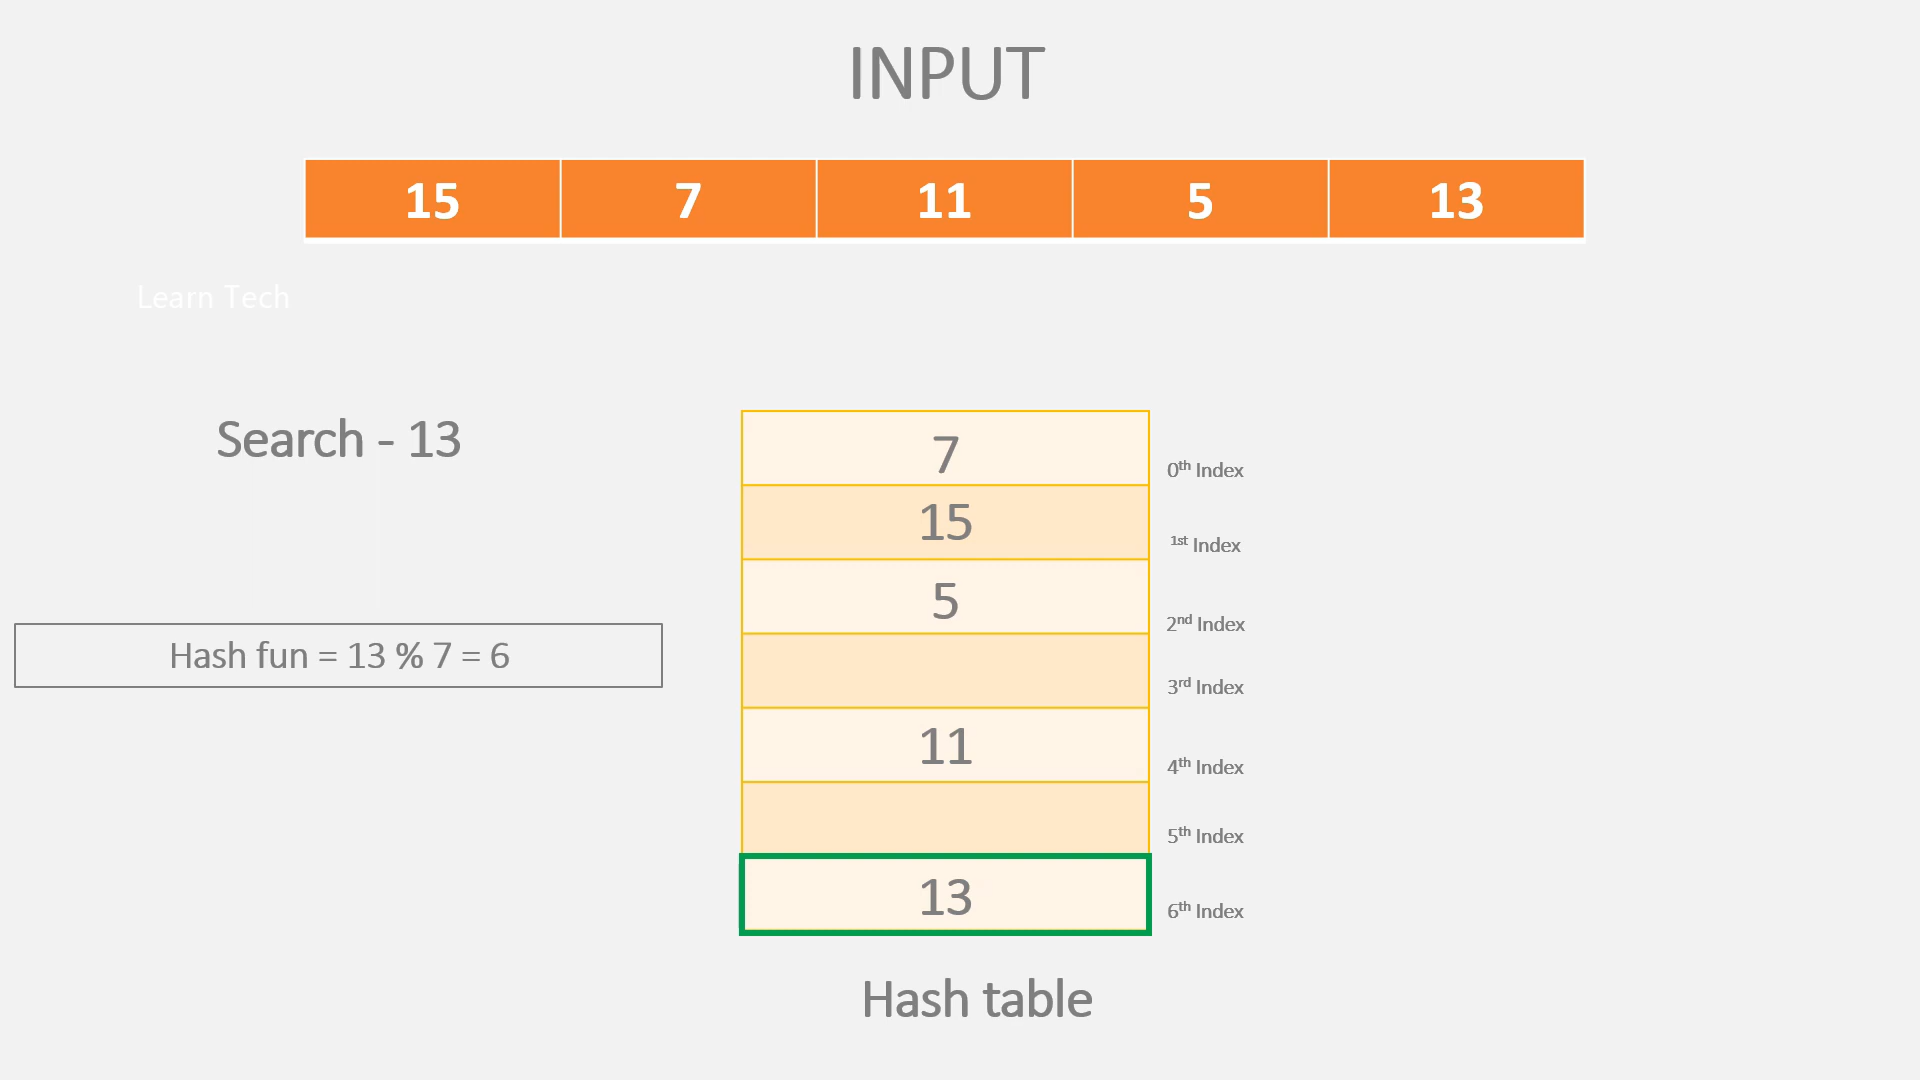 INPUT
15 7 11 5 13
Learn Tech
Search - 13
Hash fun = 13 % 7 = 6
7
0th Index
15
1st Index
5
2nd Index
3rd Index
11
4th Index
5th Index
13
6th Index
Hash table